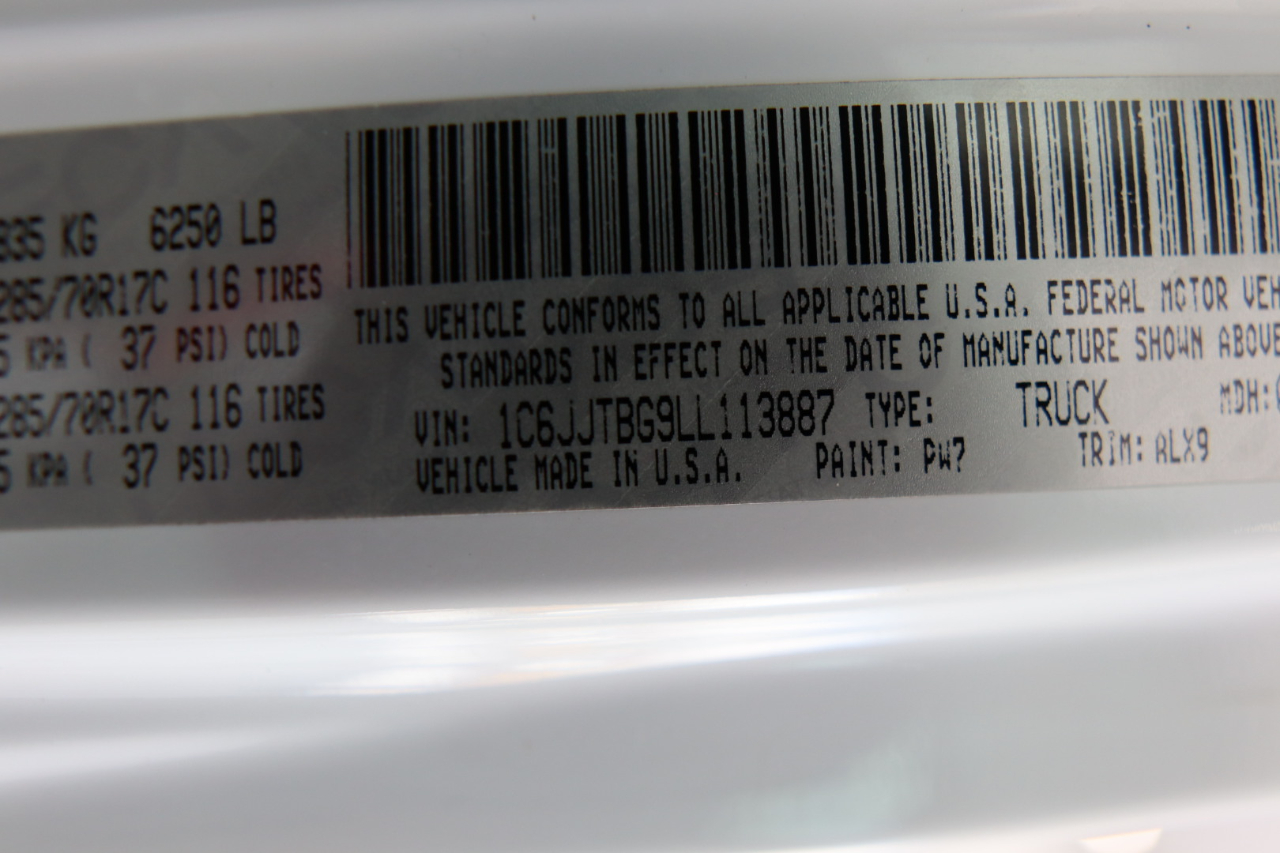 835 KG 6250 LB
285/70R17C 116 TIRES
5 KPA ( 37 PSI) COLD
285/70R17C 116 TIRES
5 KPA ( 37 PSI) COLD
THIS VEHICLE CONFORMS TO ALL APPLICABLE U.S.A. FEDERAL MOTOR VEH
STANDARDS IN EFFECT ON THE DATE OF MANUFACTURE SHOWN ABOVE
VIN: 1C6JJTBG9LL113887 TYPE: TRUCK MDH:
VEHICLE MADE IN U.S.A. PAINT: PW7 TRIM: ALX9